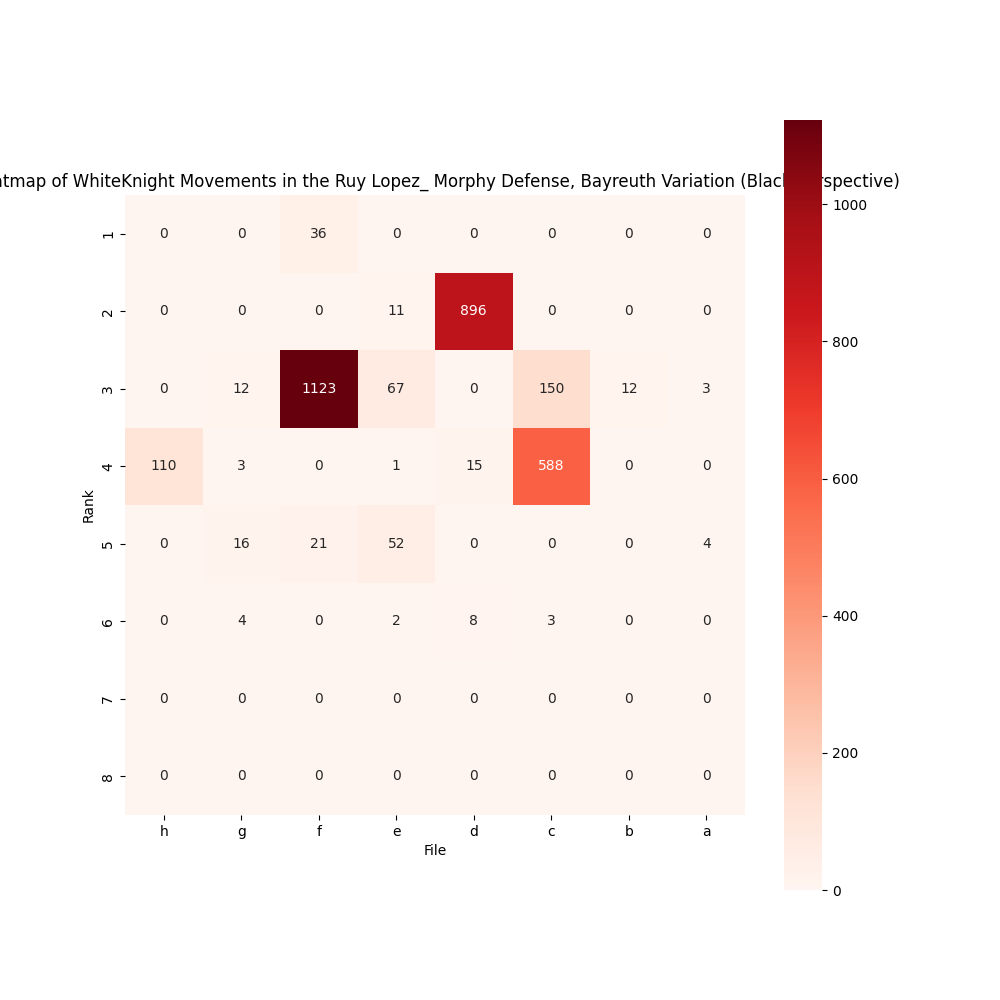 of WhiteKnight Movements in the Ruy Lopez_ Morphy Defense, Bayreuth Variation (Black
1 0 0 36 0 0 0 0 0
2 0 0 0 11 896 0 0 0
3 0 12 1123 67 0 150 12 3
4 110 3 0 1 15 588 0 0
5 0 16 21 52 0 0 0 4
6 0 4 0 2 8 3 0 0
7 0 0 0 0 0 0 0 0
8 0 0 0 0 0 0 0 0
h g f e d c b a
File
Rank
1000
800
600
400
200
0